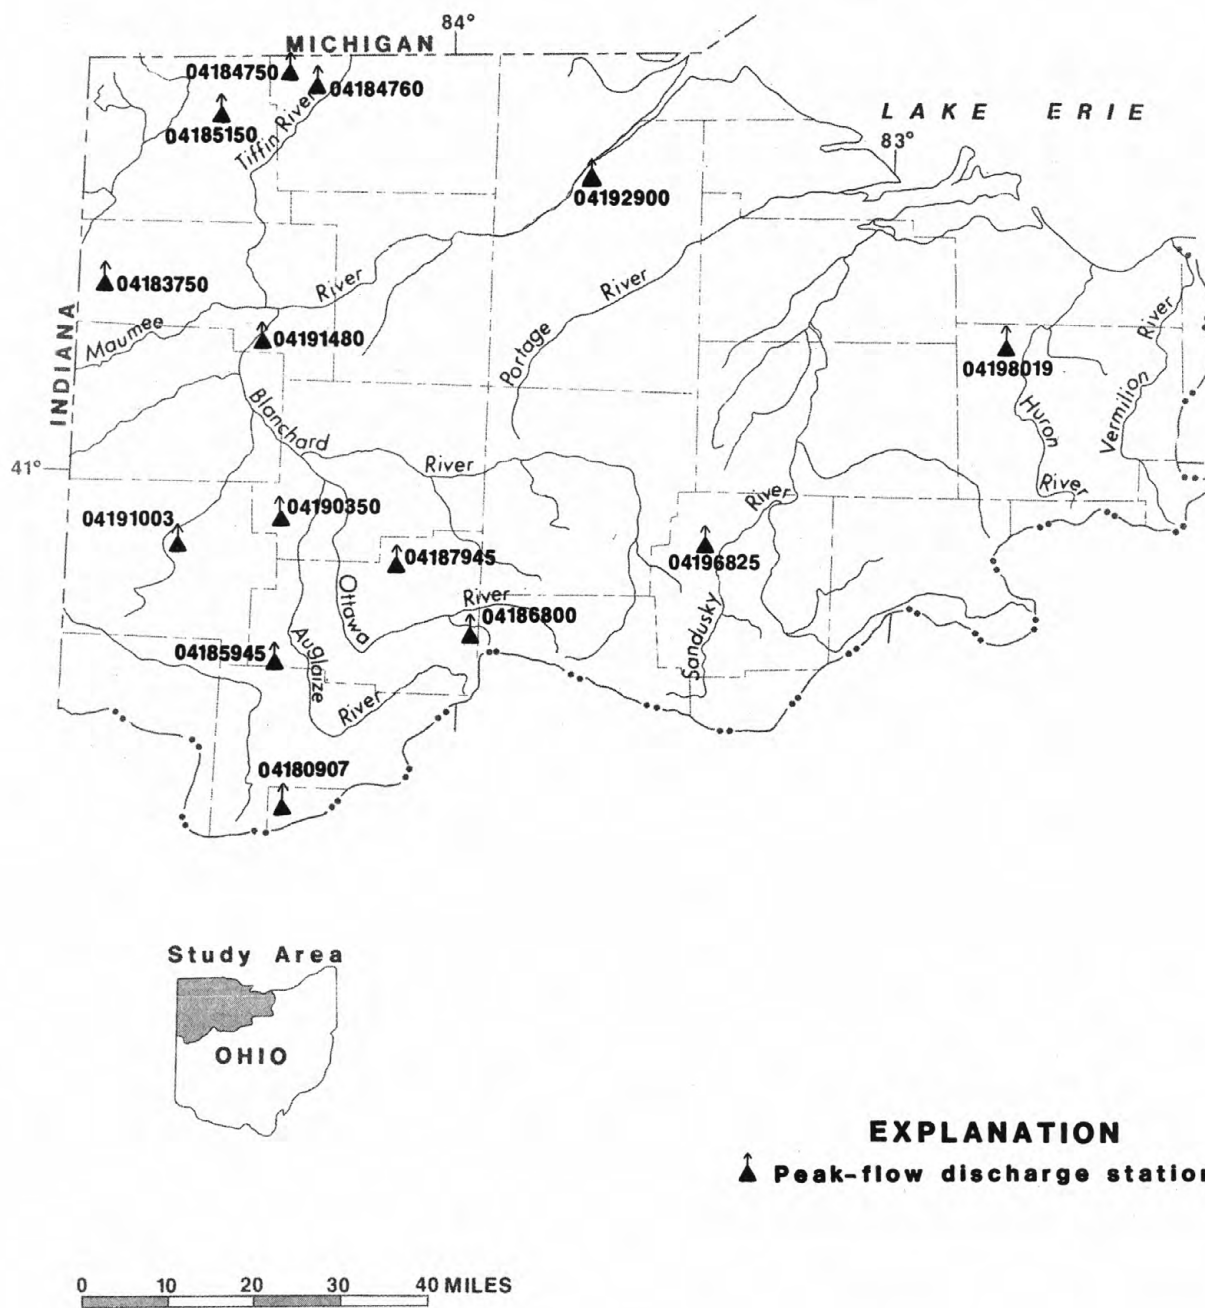 84°
MICHIGAN
04184750
04184760
04185150
Tiffin River
LAKE ERIE
83°
04192900
04183750
River
River
INDIANA
Maumee
04191480
Portage
River
04198019
Blanchard
River
Huron
Vermilion
41°
River
River
04191003
04190350
04187945
04196825
Ottawa
River
04186800
Auglaize
Sandusky
04185945
River
04180907
Study Area
OHIO
EXPLANATION
Peak-flow discharge station
0 10 20 30 40 MILES